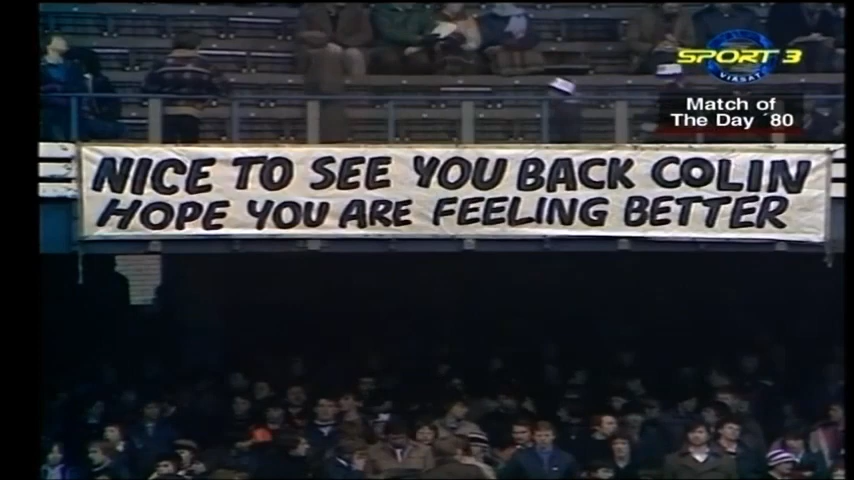 SPORT 3
VIASAT
Match of
The Day ´80
NICE TO SEE YOU BACK COLIN
HOPE YOU ARE FEELING BETTER